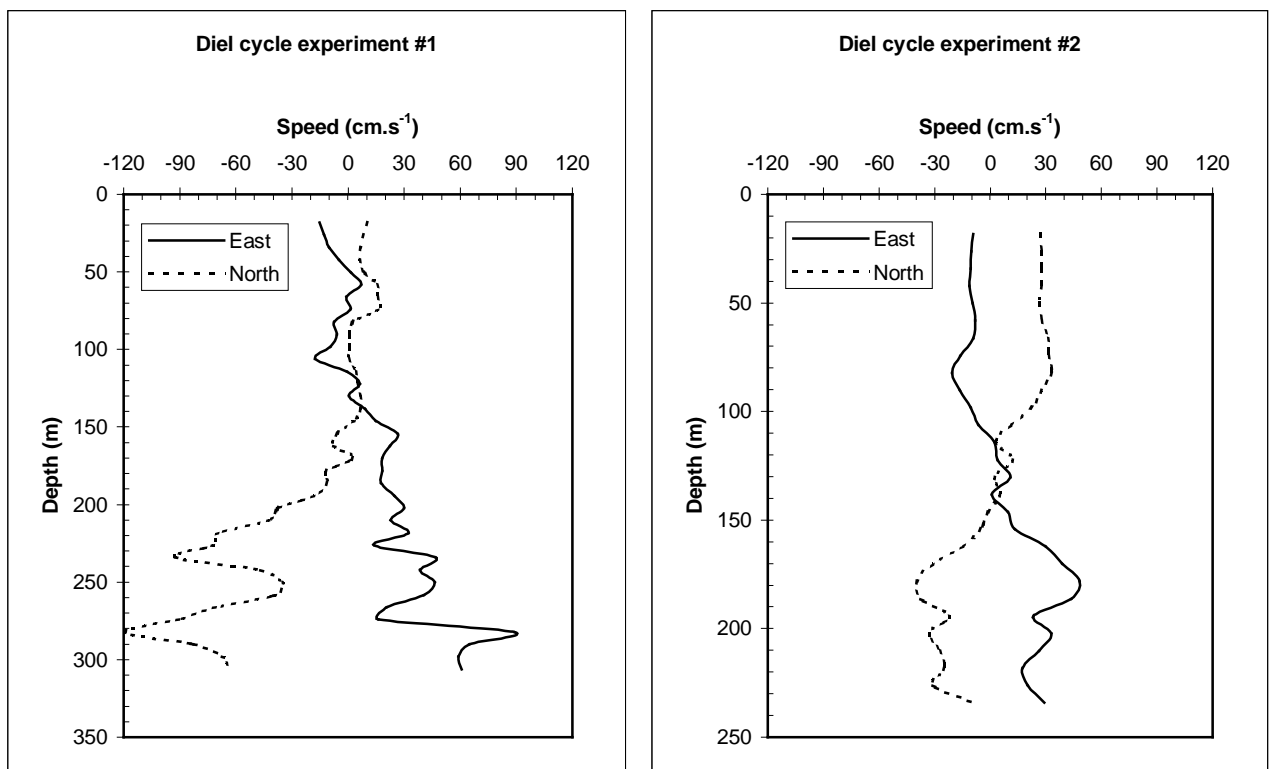 Diel cycle experiment #1
Speed (cm.s-1)
-120 -90 -60 -30 0 30 60 90 120
0
50
100
150
200
250
300
350
Depth (m)
East
North
Diel cycle experiment #2
Speed (cm.s-1)
-120 -90 -60 -30 0 30 60 90 120
0
50
100
150
200
250
Depth (m)
East
North